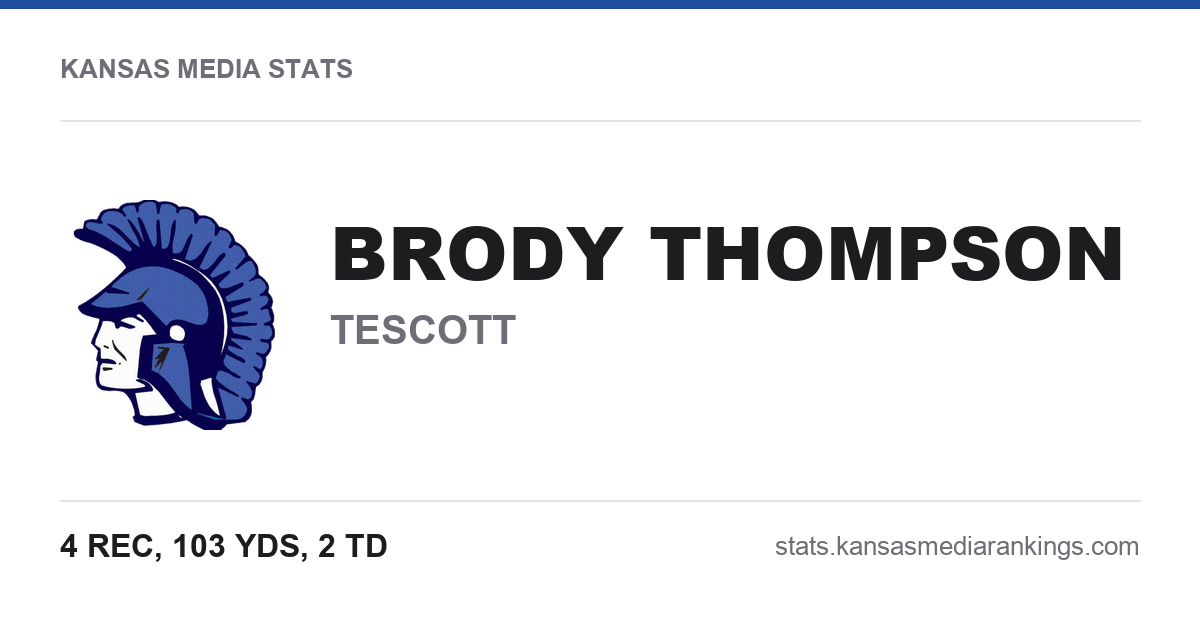 KANSAS MEDIA STATS
BRODY THOMPSON
TESCOTT
4 REC, 103 YDS, 2 TD
stats.kansasmediarankings.com